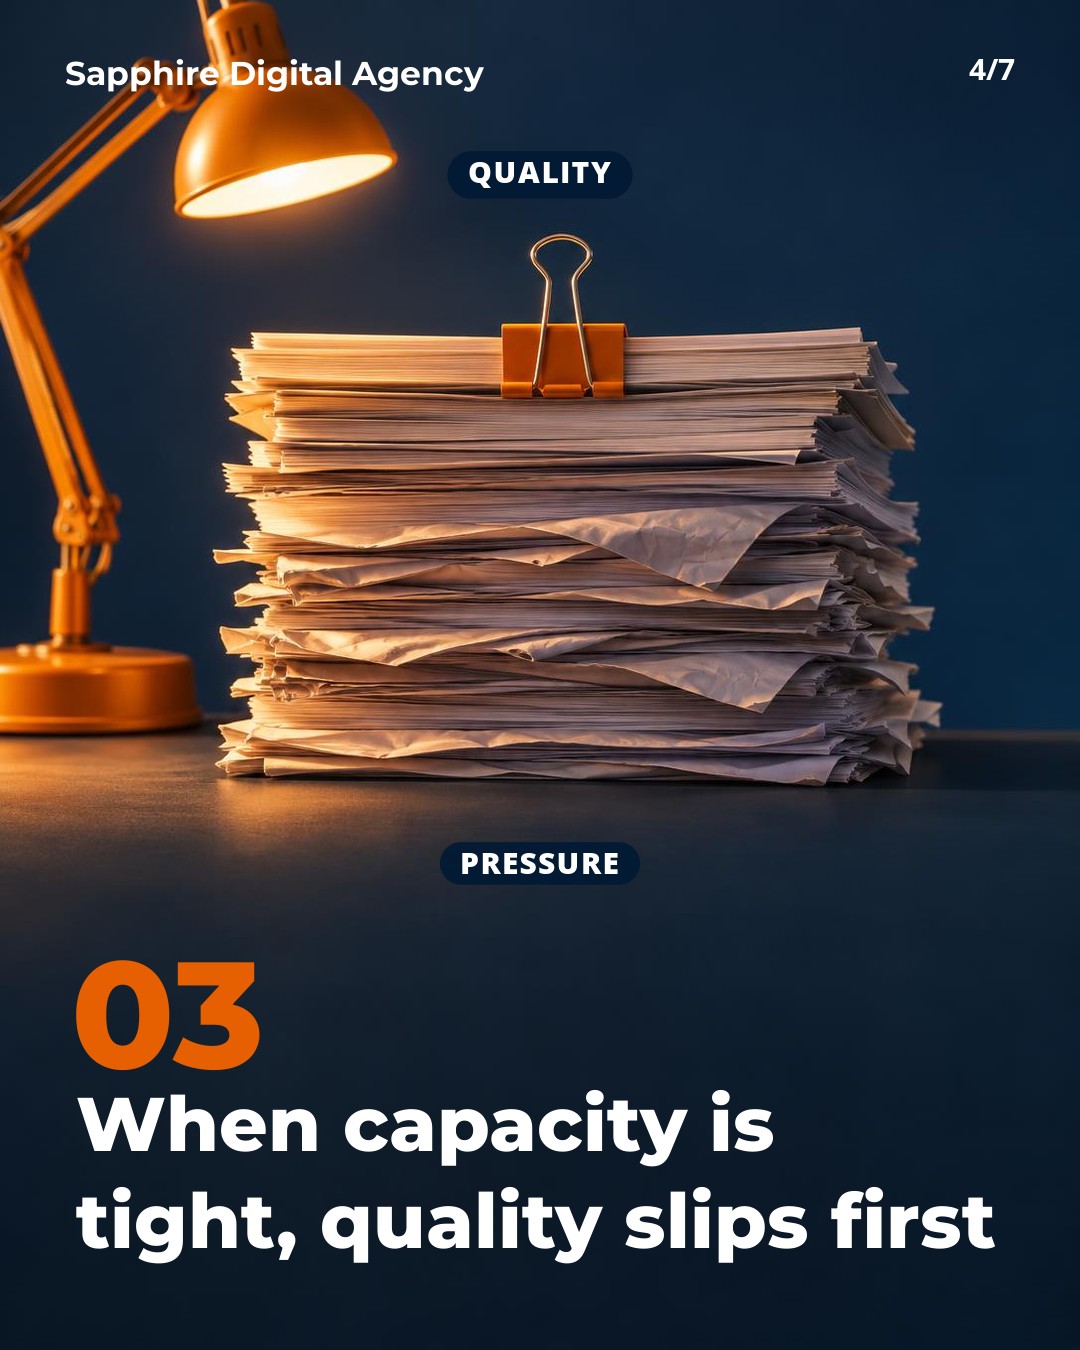 Sapphire Digital Agency
4/7
QUALITY
PRESSURE
03
When capacity is
tight, quality slips first